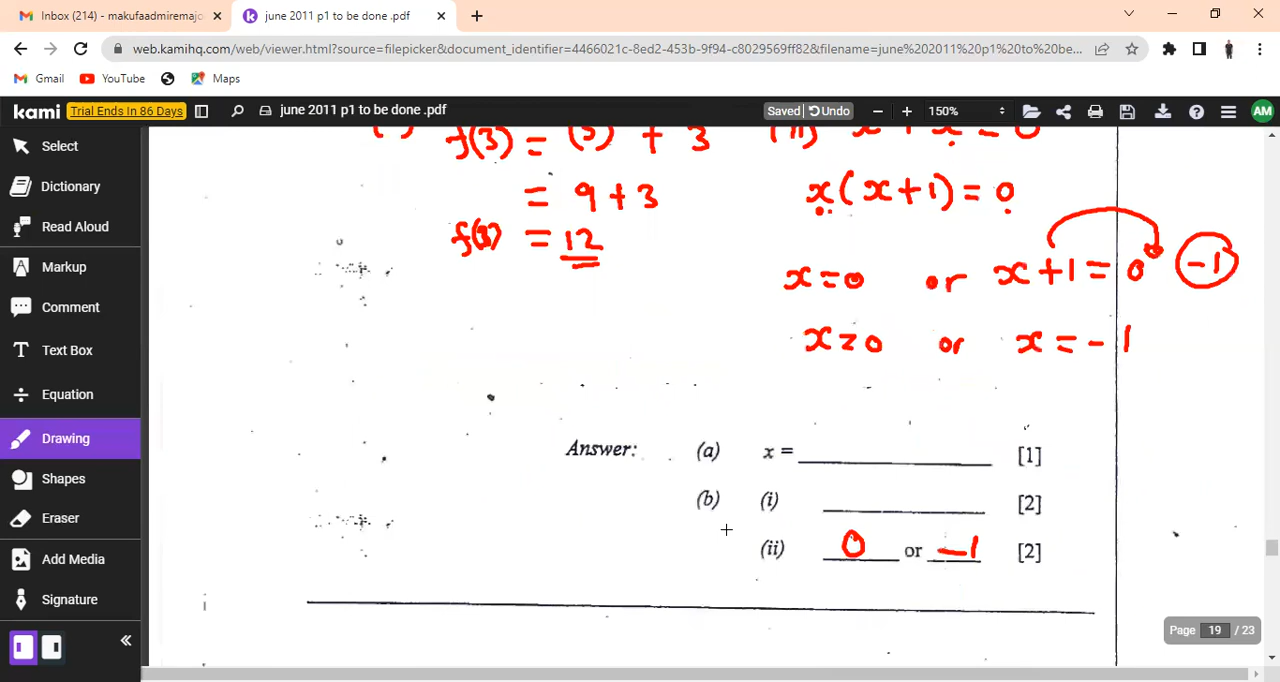 Inbox (214) - makufaadmiremajo
june 2011 p1 to be done .pdf
web.kamihq.com/web/viewer.html?source=filepicker&document_identifier=4466021c-8ed2-453b-9f94-c8029569ff82&filename=june%202011%20p1%20to%20be...
Gmail YouTube Maps
kami Trial Ends In 86 Days june 2011 p1 to be done .pdf Saved Undo 150% AM
Select
Dictionary
Read Aloud
Markup
Comment
Text Box
Equation
Drawing
Shapes
Eraser
Add Media
Signature
f(3) = (3) + 3
= 9 + 3
f(3) = 12
x(x+1) = 0
x=0 or x+1=0 -1
x=0 or x=-1
Answer: (a) x = [1]
(b) (i) [2]
(ii) 0 or -1 [2]
Page 19 / 23